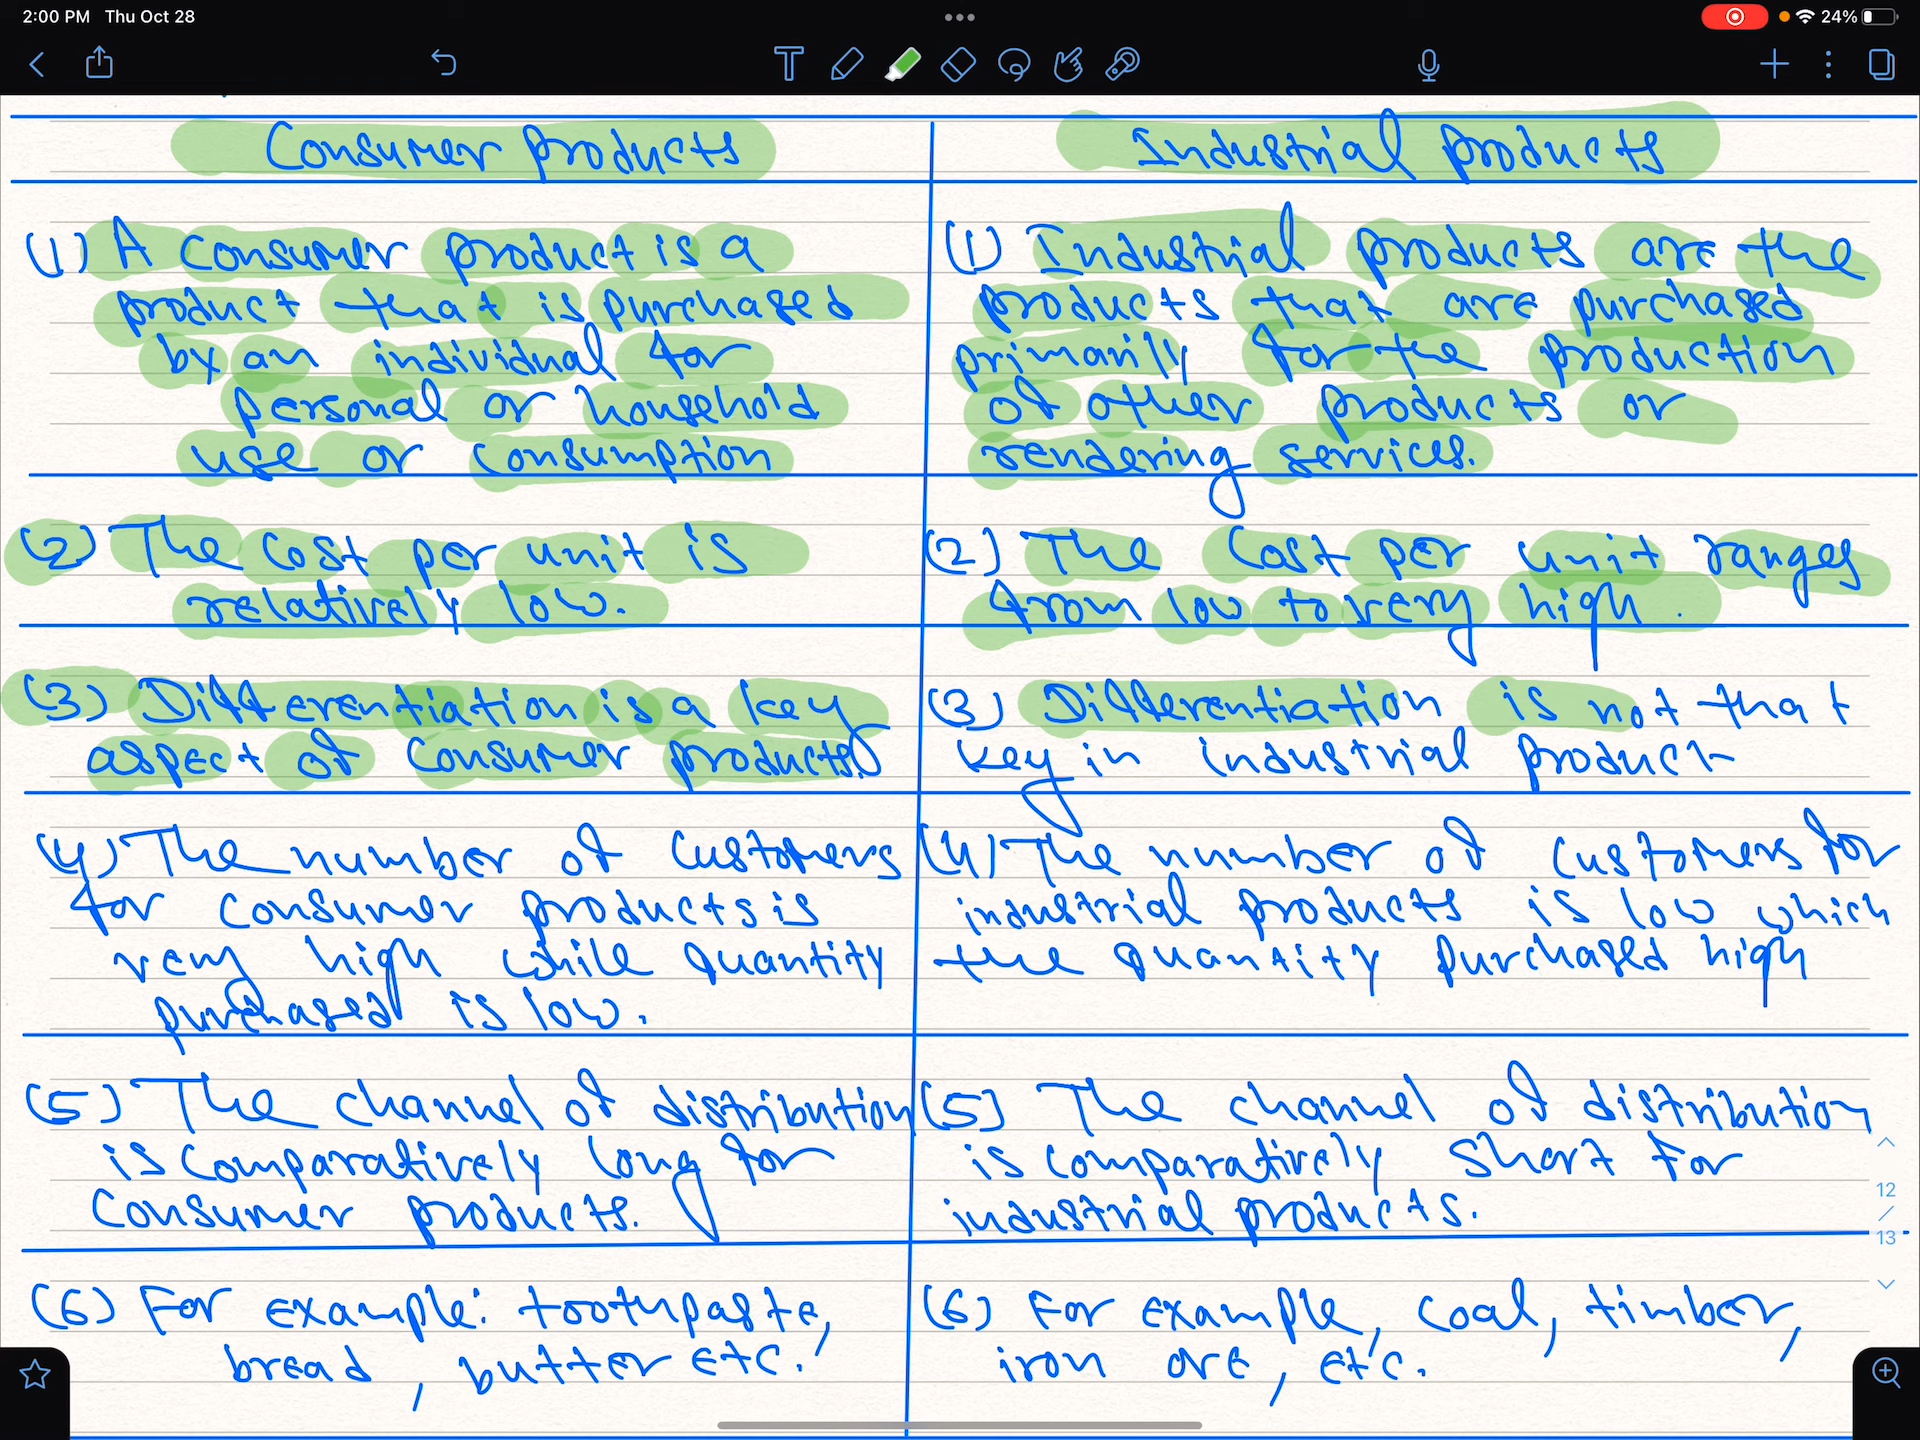 2:00 PM Thu Oct 28
24%
Consumer products
Industrial products
(1) A consumer product is a
product that is purchased
by an individual for
personal or household
use or consumption
(1) Industrial products are the
products that are purchased
primarily for the production
of other products or
rendering services.
(2) The cost per unit is
relatively low.
(2) The cost per unit ranges
from low to very high.
(3) Differentiation is a key
aspect of consumer products.
(3) Differentiation is not that
key in industrial product
(4) The number of customers
for consumer products is
very high while quantity
purchased is low.
(4) The number of customers for
industrial products is low which
the quantity purchased high
(5) The channel of distribution
is comparatively long for
consumer products.
(5) The channel of distribution
is comparatively short for
industrial products.
(6) For example: toothpaste,
bread, butter etc.
(6) For example, coal, timber,
iron ore, etc.
12
/
13